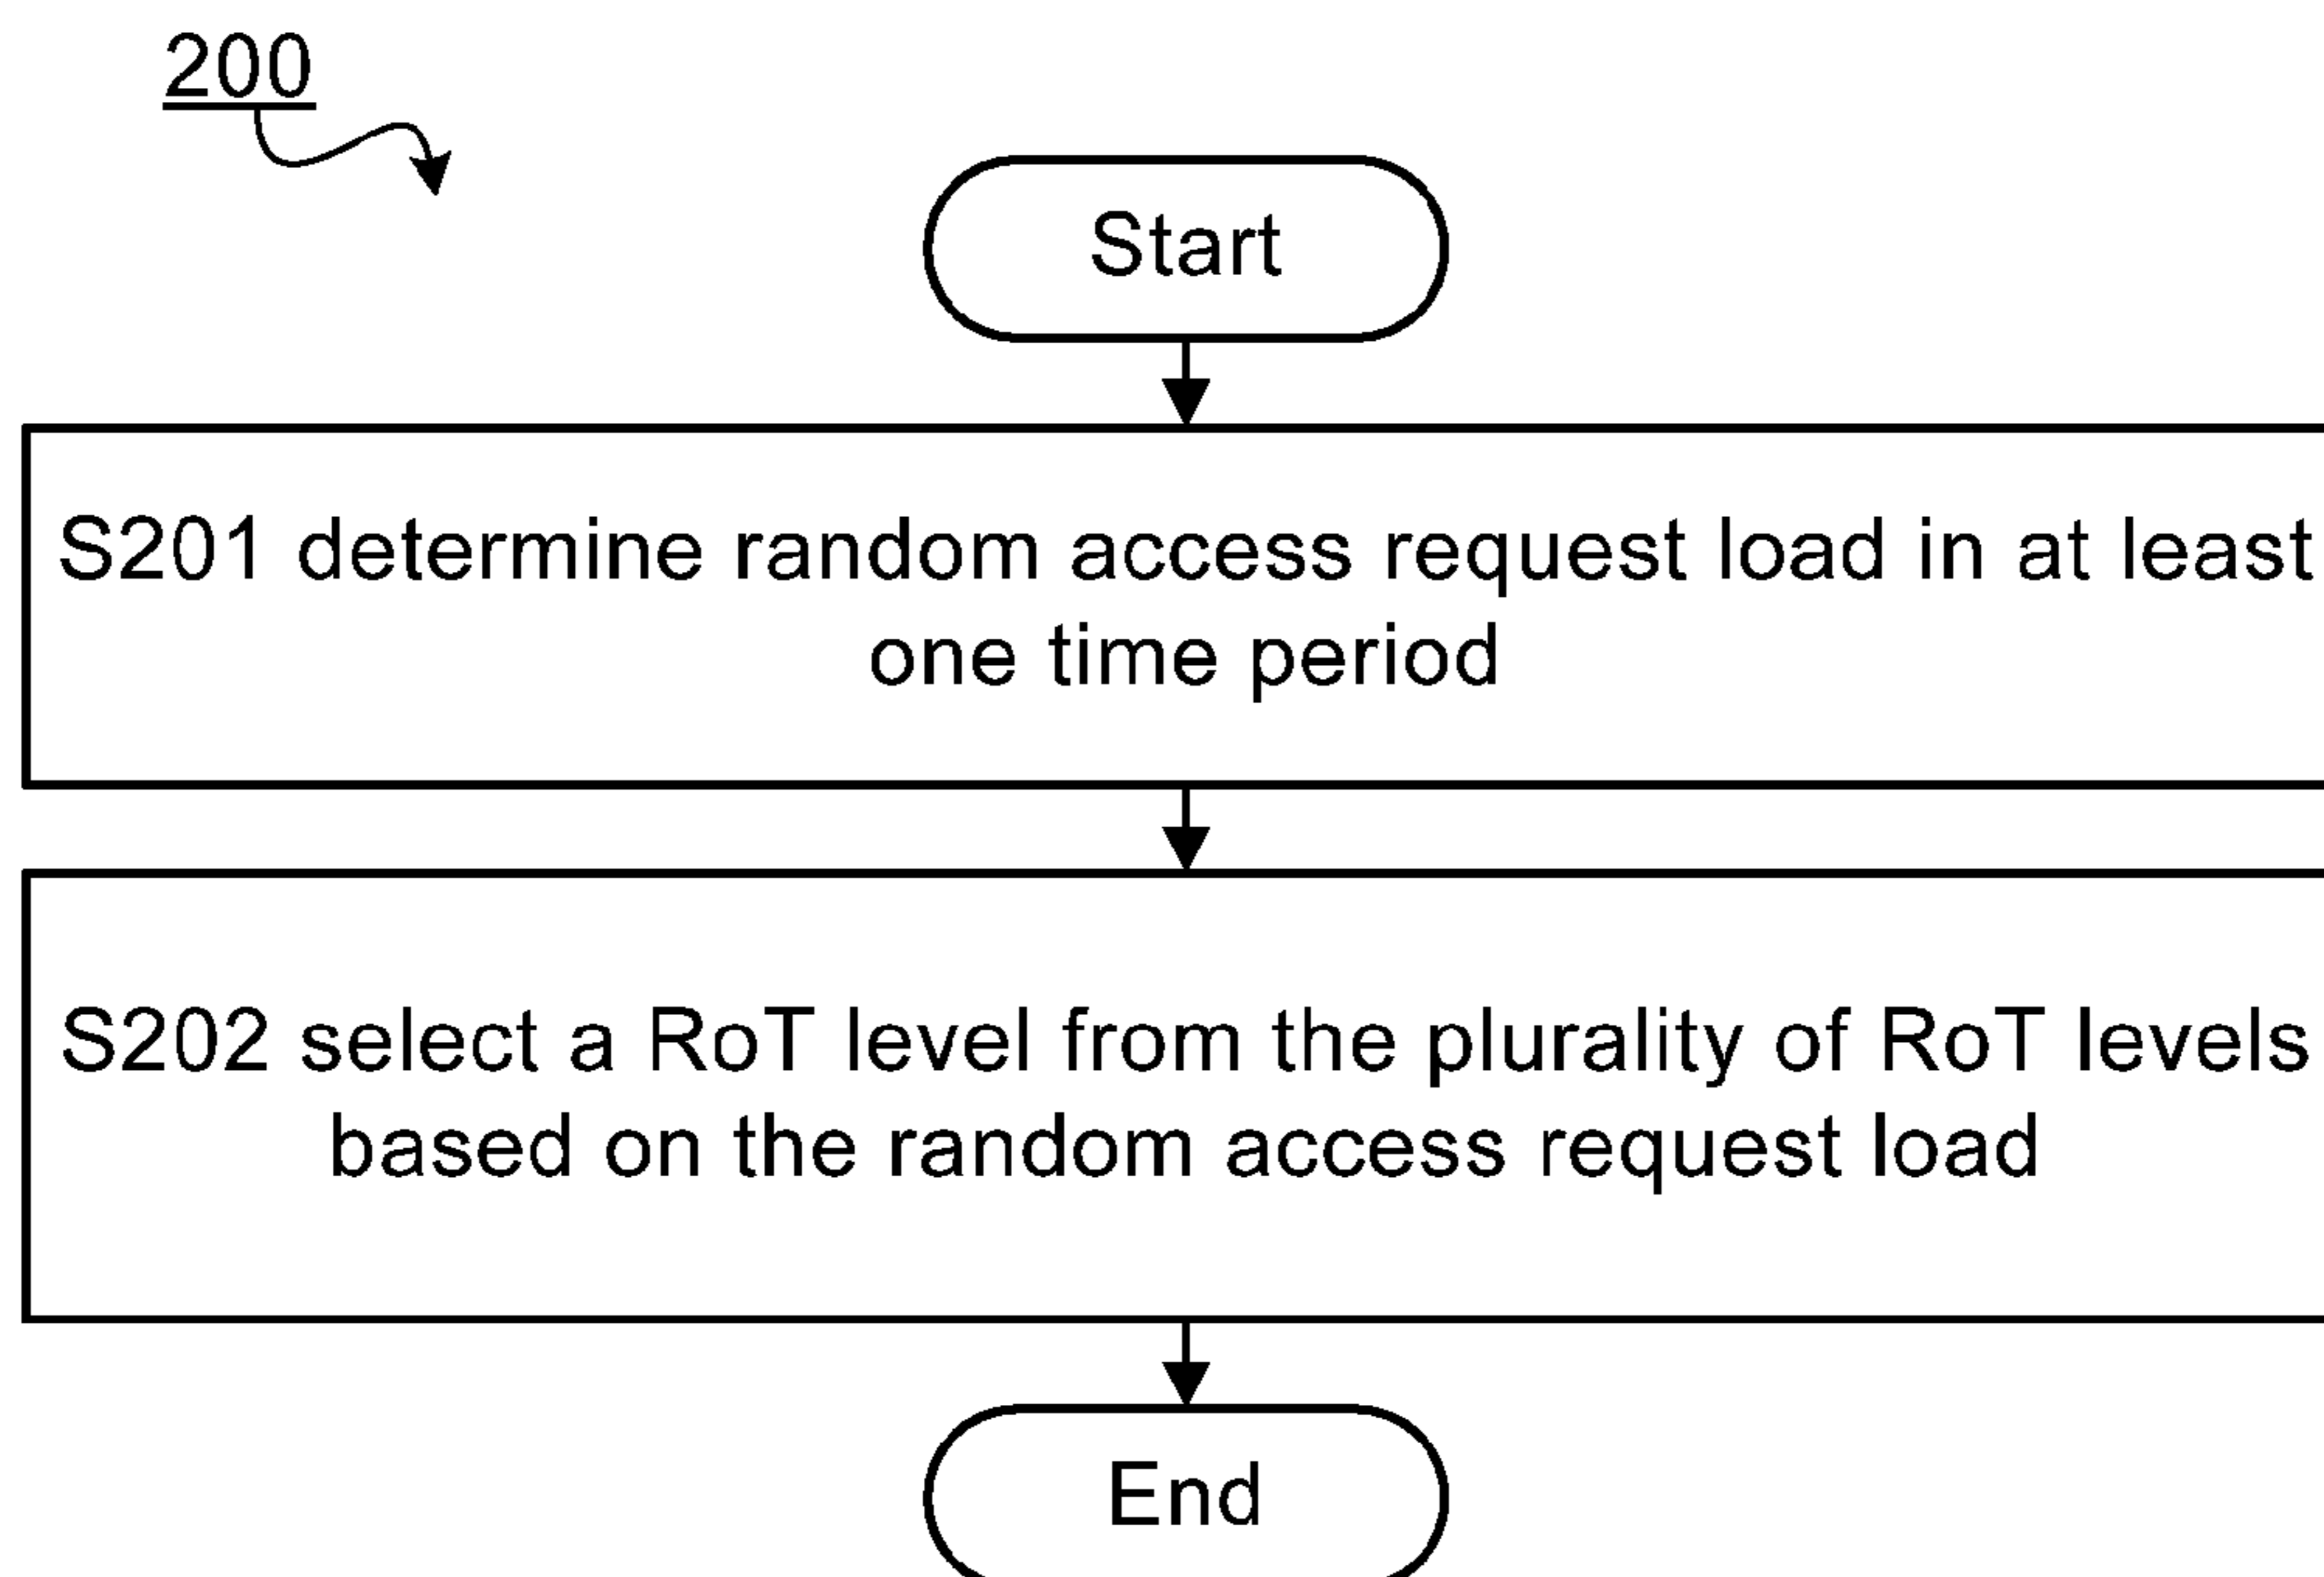 200
Start
S201 determine random access request load in at least
one time period
S202 select a RoT level from the plurality of RoT levels
based on the random access request load
End